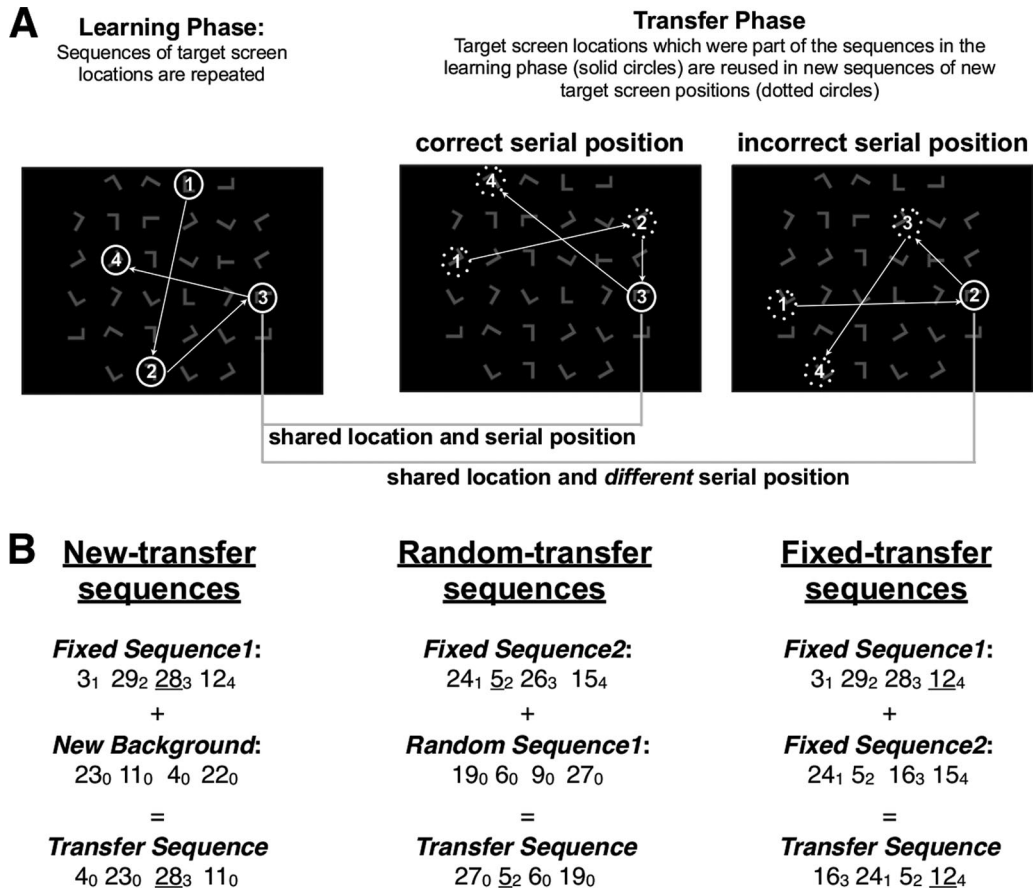 A
Learning Phase:
Sequences of target screen
locations are repeated
Transfer Phase
Target screen locations which were part of the sequences in the
learning phase (solid circles) are reused in new sequences of new
target screen positions (dotted circles)
correct serial position
incorrect serial position
1
4
3
2
4
2
1
3
3
1
2
4
shared location and serial position
shared location and different serial position
B
New-transfer
sequences
Fixed Sequence1:
3₁ 29₂ 28₃ 12₄
+
New Background:
23₀ 11₀ 4₀ 22₀
=
Transfer Sequence
4₀ 23₀ 28₃ 11₀
Random-transfer
sequences
Fixed Sequence2:
24₁ 5₂ 26₃ 15₄
+
Random Sequence1:
19₀ 6₀ 9₀ 27₀
=
Transfer Sequence
27₀ 5₂ 6₀ 19₀
Fixed-transfer
sequences
Fixed Sequence1:
3₁ 29₂ 28₃ 12₄
+
Fixed Sequence2:
24₁ 5₂ 16₃ 15₄
=
Transfer Sequence
16₃ 24₁ 5₂ 12₄